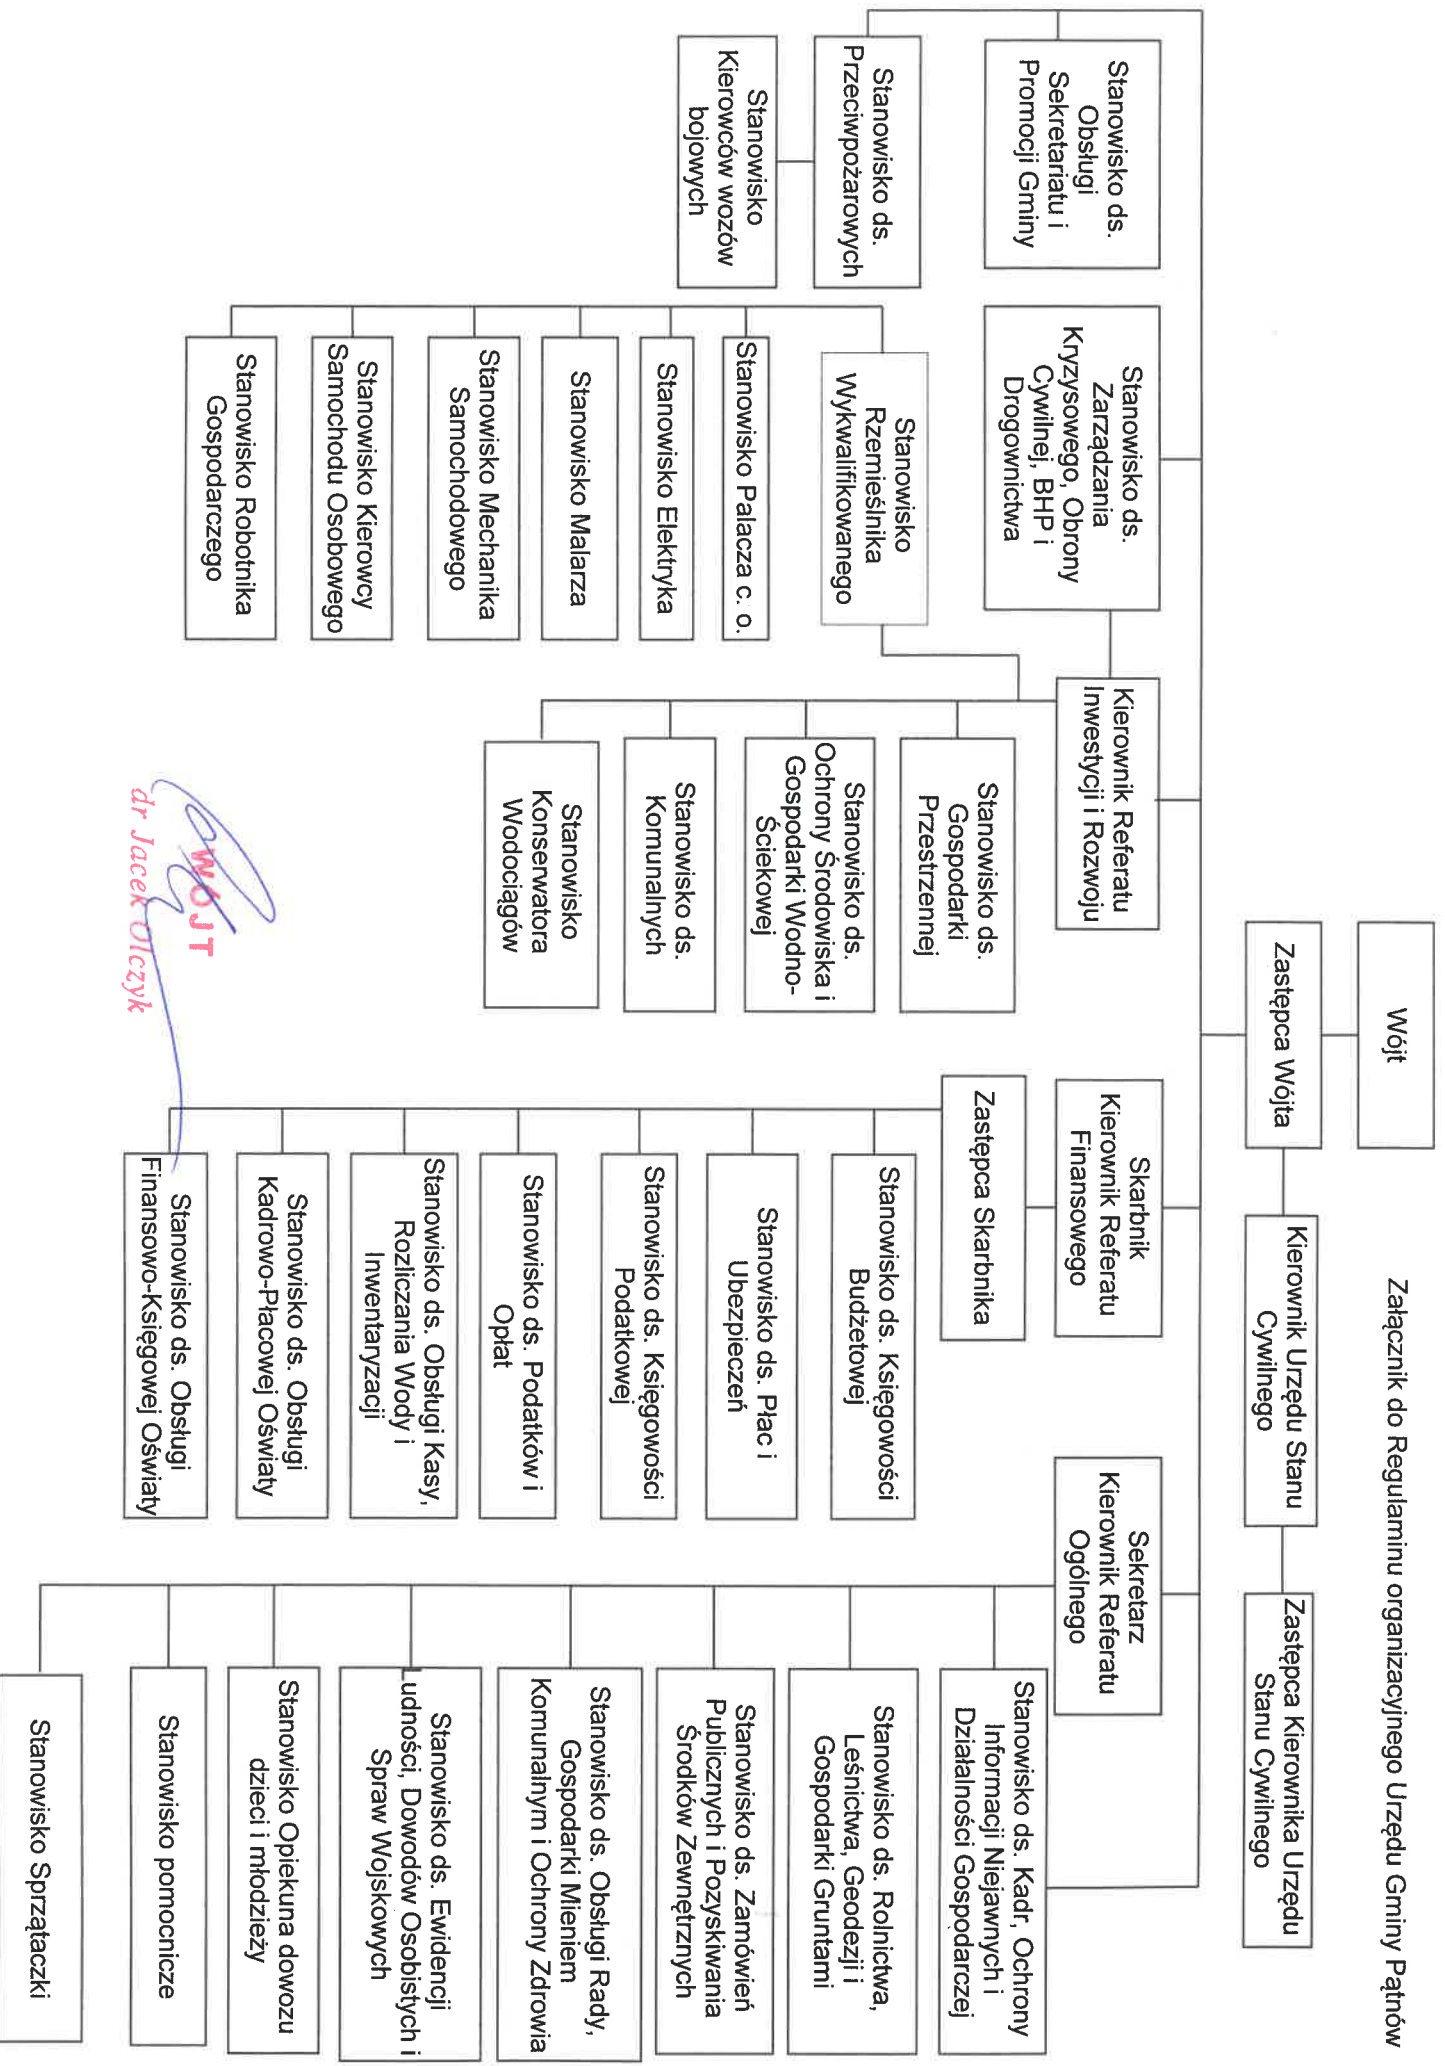 Załącznik do Regulaminu organizacyjnego Urzędu Gminy Pątnów
Wójt
Zastępca Wójta
Kierownik Urzędu Stanu
Cywilnego
Zastępca Kierownika Urzędu
Stanu Cywilnego
Stanowisko ds.
Obsługi
Sekretariatu i
Promocji Gminy
Stanowisko ds.
Przeciwpożarowych
Stanowisko
Kierowców wozów
bojowych
Stanowisko ds.
Zarządzania
Kryzysowego, Obrony
Cywilnej, BHP i
Drogownictwa
Stanowisko
Rzemieślnika
Wykwalifikowanego
Stanowisko Palacza c. o.
Stanowisko Elektryka
Stanowisko Malarza
Stanowisko Mechanika
Samochodowego
Stanowisko Kierowcy
Samochodu Osobowego
Stanowisko Robotnika
Gospodarczego
Kierownik Referatu
Inwestycji i Rozwoju
Stanowisko ds.
Gospodarki
Przestrzennej
Stanowisko ds.
Ochrony Środowiska i
Gospodarki Wodno-
Ściekowej
Stanowisko ds.
Komunalnych
Stanowisko
Konserwatora
Wodociągów
Skarbnik
Kierownik Referatu
Finansowego
Zastępca Skarbnika
Stanowisko ds. Księgowości
Budżetowej
Stanowisko ds. Płac i
Ubezpieczeń
Stanowisko ds. Księgowości
Podatkowej
Stanowisko ds. Podatków i
Opłat
Stanowisko ds. Obsługi Kasy,
Rozliczania Wody i
Inwentaryzacji
Stanowisko ds. Obsługi
Kadrowo-Płacowej Oświaty
Stanowisko ds. Obsługi
Finansowo-Księgowej Oświaty
Sekretarz
Kierownik Referatu
Ogólnego
Stanowisko ds. Kadr, Ochrony
Informacji Niejawnych i
Działalności Gospodarczej
Stanowisko ds. Rolnictwa,
Leśnictwa, Geodezji i
Gospodarki Gruntami
Stanowisko ds. Zamówień
Publicznych i Pozyskiwania
Środków Zewnętrznych
Stanowisko ds. Obsługi Rady,
Gospodarki Mieniem
Komunalnym i Ochrony Zdrowia
Stanowisko ds. Ewidencji
Ludności, Dowodów Osobistych i
Spraw Wojskowych
Stanowisko Opiekuna dowozu
dzieci i młodzieży
Stanowisko pomocnicze
Stanowisko Sprzątaczki
WÓJT
dr Jacek Olczyk